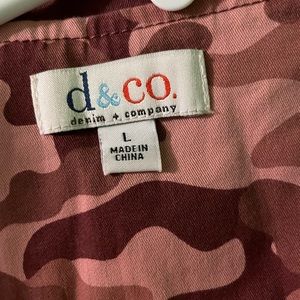 d&co.
denim + company
L
MADE IN
CHINA